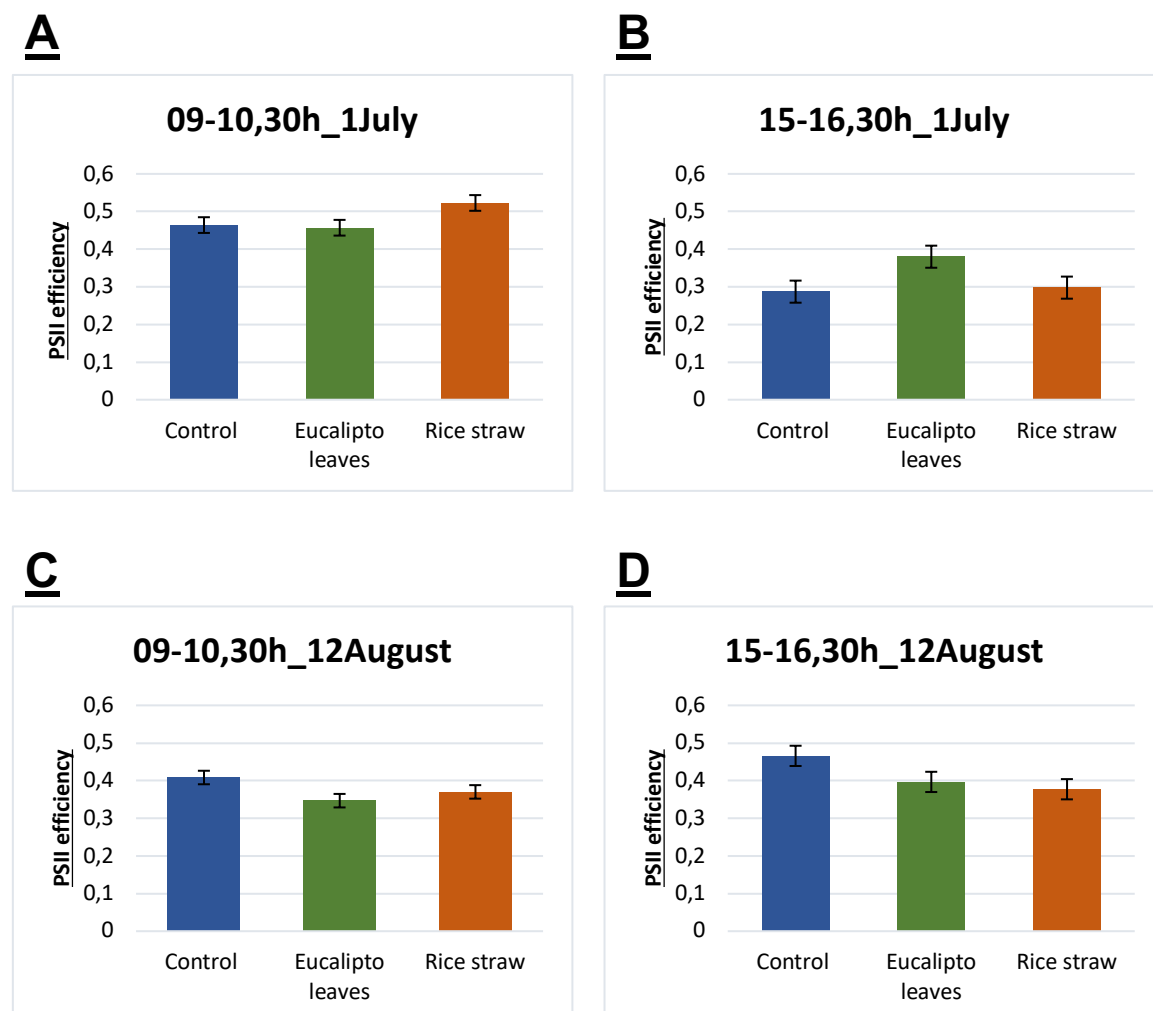 A
09-10,30h_1July
PSII efficiency
0,6
0,5
0,4
0,3
0,2
0,1
0
Control
Eucalipto
leaves
Rice straw
B
15-16,30h_1July
PSII efficiency
0,6
0,5
0,4
0,3
0,2
0,1
0
Control
Eucalipto
leaves
Rice straw
C
09-10,30h_12August
PSII efficiency
0,6
0,5
0,4
0,3
0,2
0,1
0
Control
Eucalipto
leaves
Rice straw
D
15-16,30h_12August
PSII efficiency
0,6
0,5
0,4
0,3
0,2
0,1
0
Control
Eucalipto
leaves
Rice straw